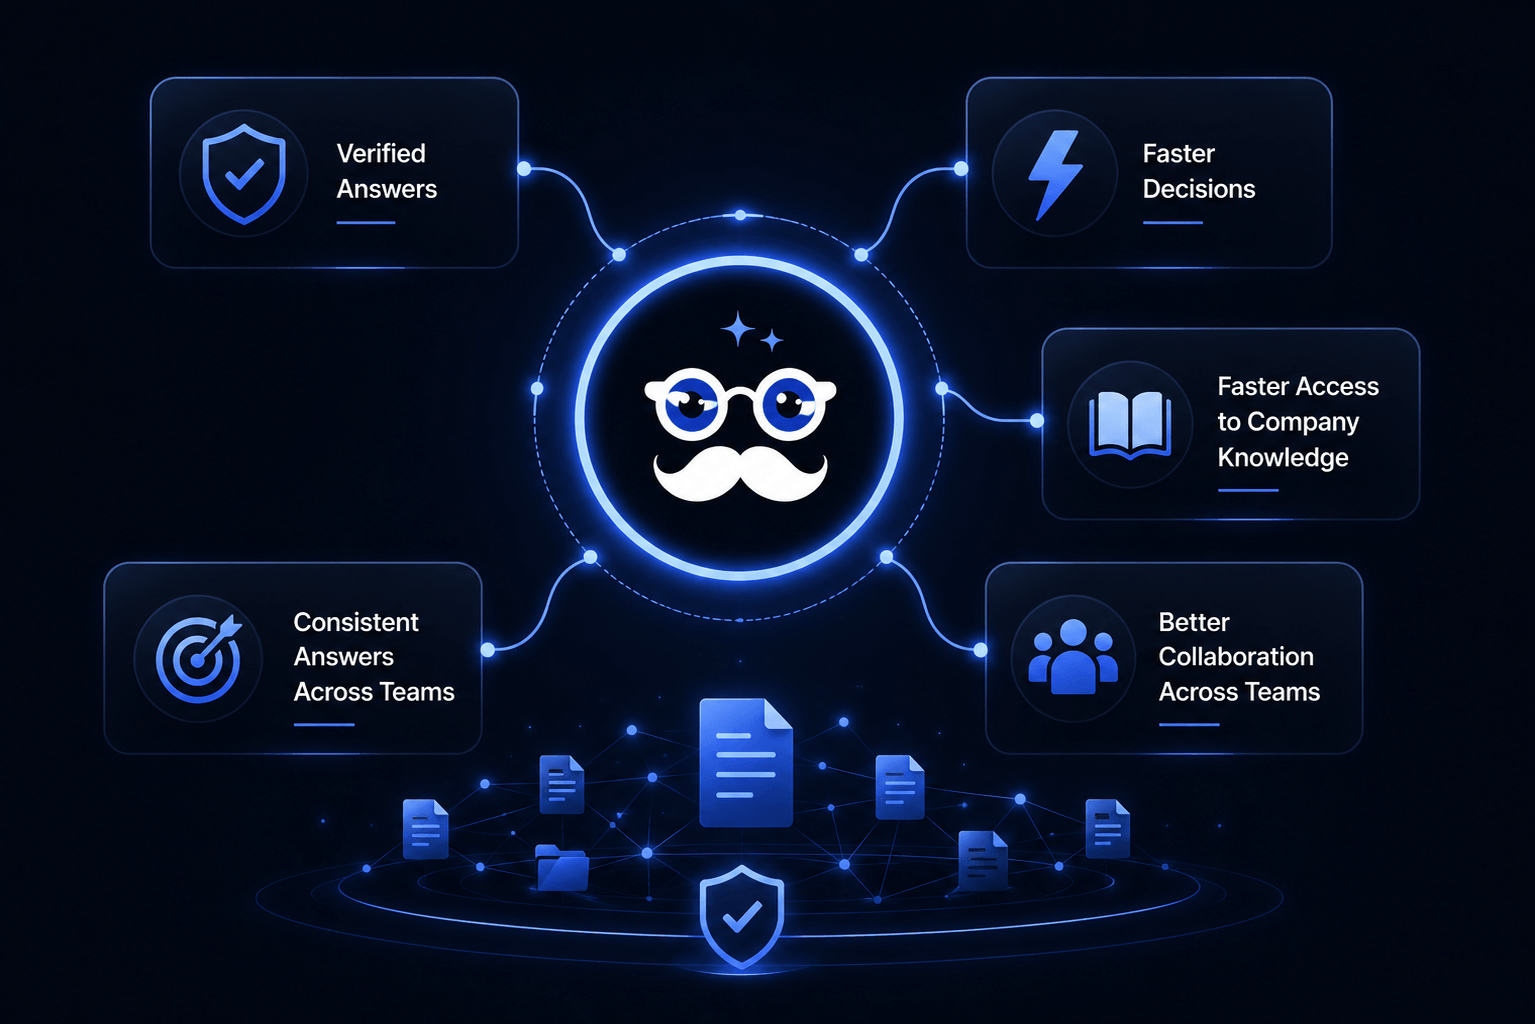 Verified
Answers
Faster
Decisions
Faster Access
to Company
Knowledge
Consistent
Answers
Across Teams
Better
Collaboration
Across Teams